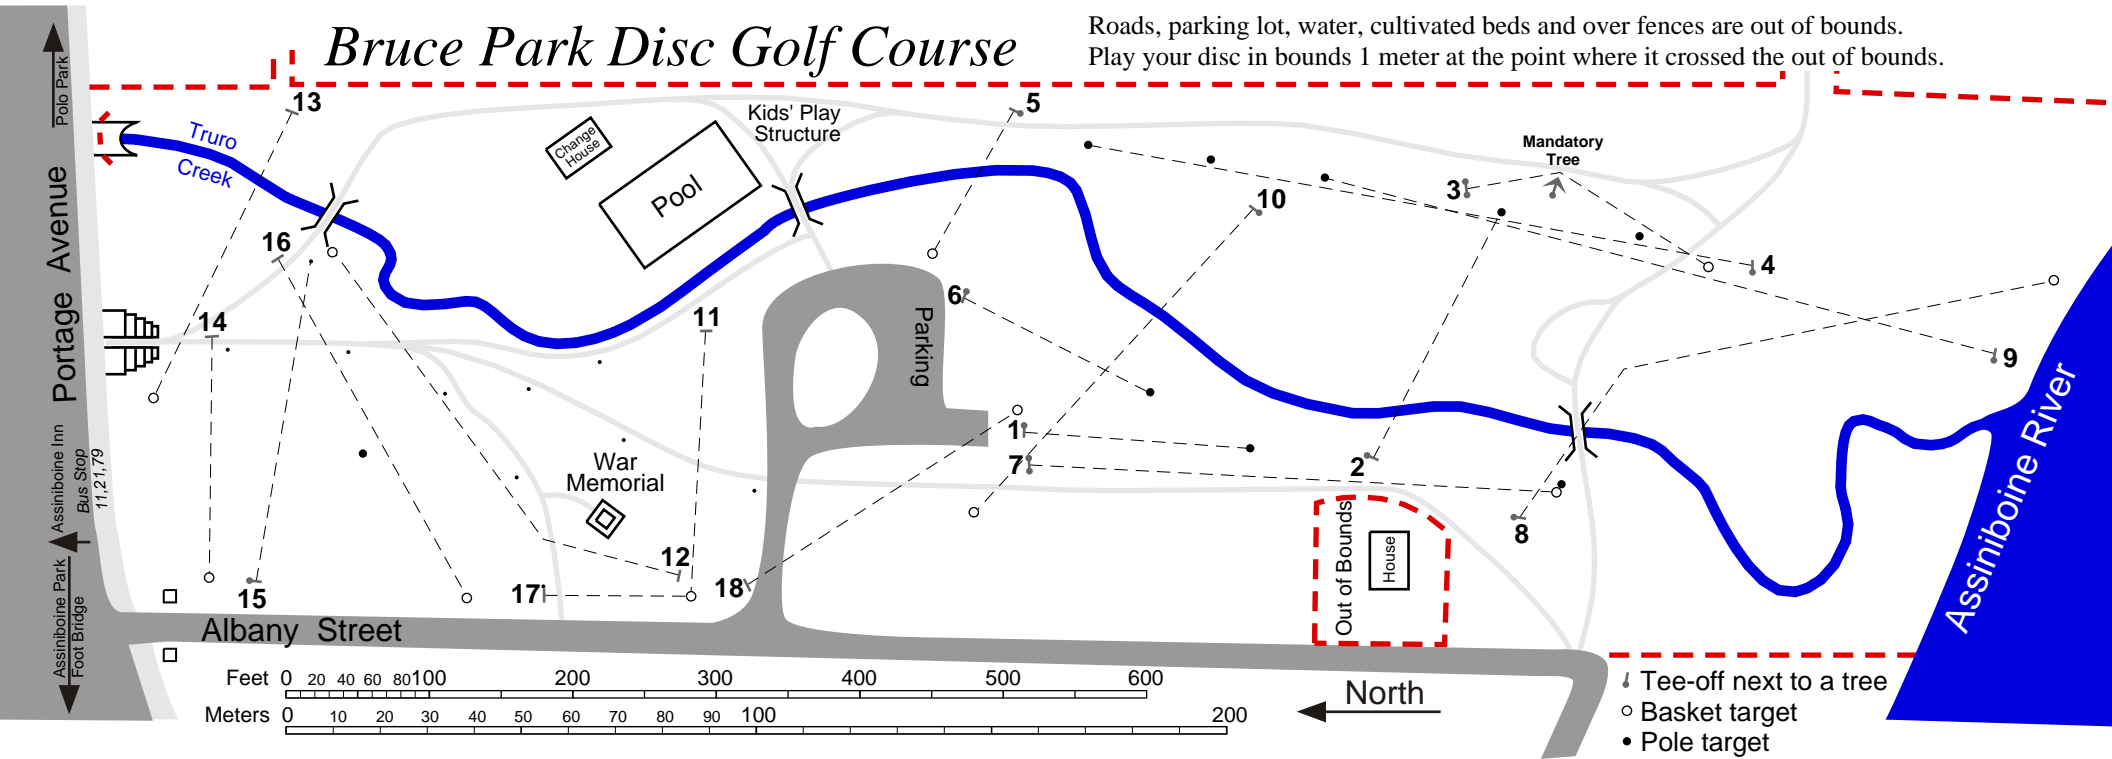 Bruce Park Disc Golf Course
Roads, parking lot, water, cultivated beds and over fences are out of bounds.
Play your disc in bounds 1 meter at the point where it crossed the out of bounds.
Polo Park
Portage Avenue
Assiniboine Inn
Bus Stop
11,21,79
Assiniboine Park
Foot Bridge
Truro
Creek
13
16
14
15
Change
House
Pool
Kids' Play
Structure
5
10
3
Mandatory
Tree
4
9
6
11
Parking
1
7
2
8
War
Memorial
12
17
18
Out of Bounds
House
Assiniboine River
Albany Street
Feet 0 20 40 60 80 100 200 300 400 500 600
Meters 0 10 20 30 40 50 60 70 80 90 100 200
North
Tee-off next to a tree
Basket target
Pole target